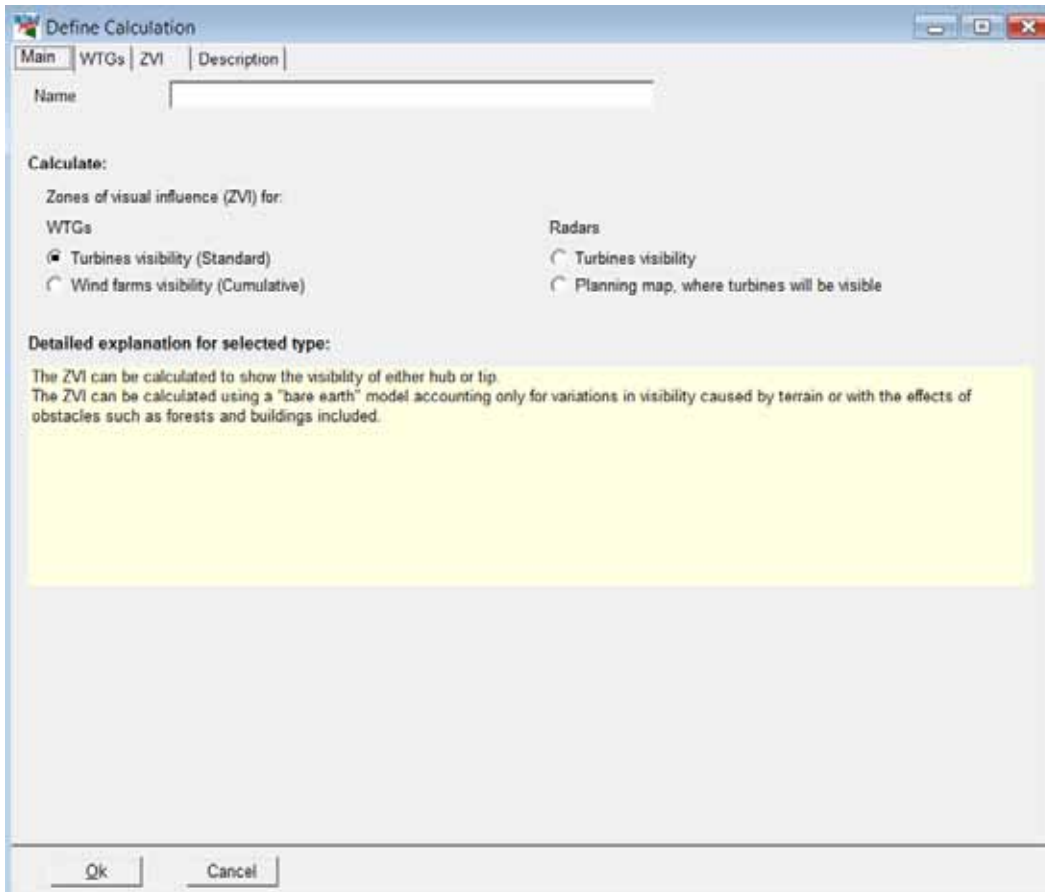 Define Calculation
Main WTGs ZVI Description
Name
Calculate:
Zones of visual influence (ZVI) for:
WTGs Radars
Turbines visibility (Standard) Turbines visibility
Wind farms visibility (Cumulative) Planning map, where turbines will be visible
Detailed explanation for selected type:
The ZVI can be calculated to show the visibility of either hub or tip.
The ZVI can be calculated using a "bare earth" model accounting only for variations in visibility caused by terrain or with the effects of
obstacles such as forests and buildings included.
Ok Cancel